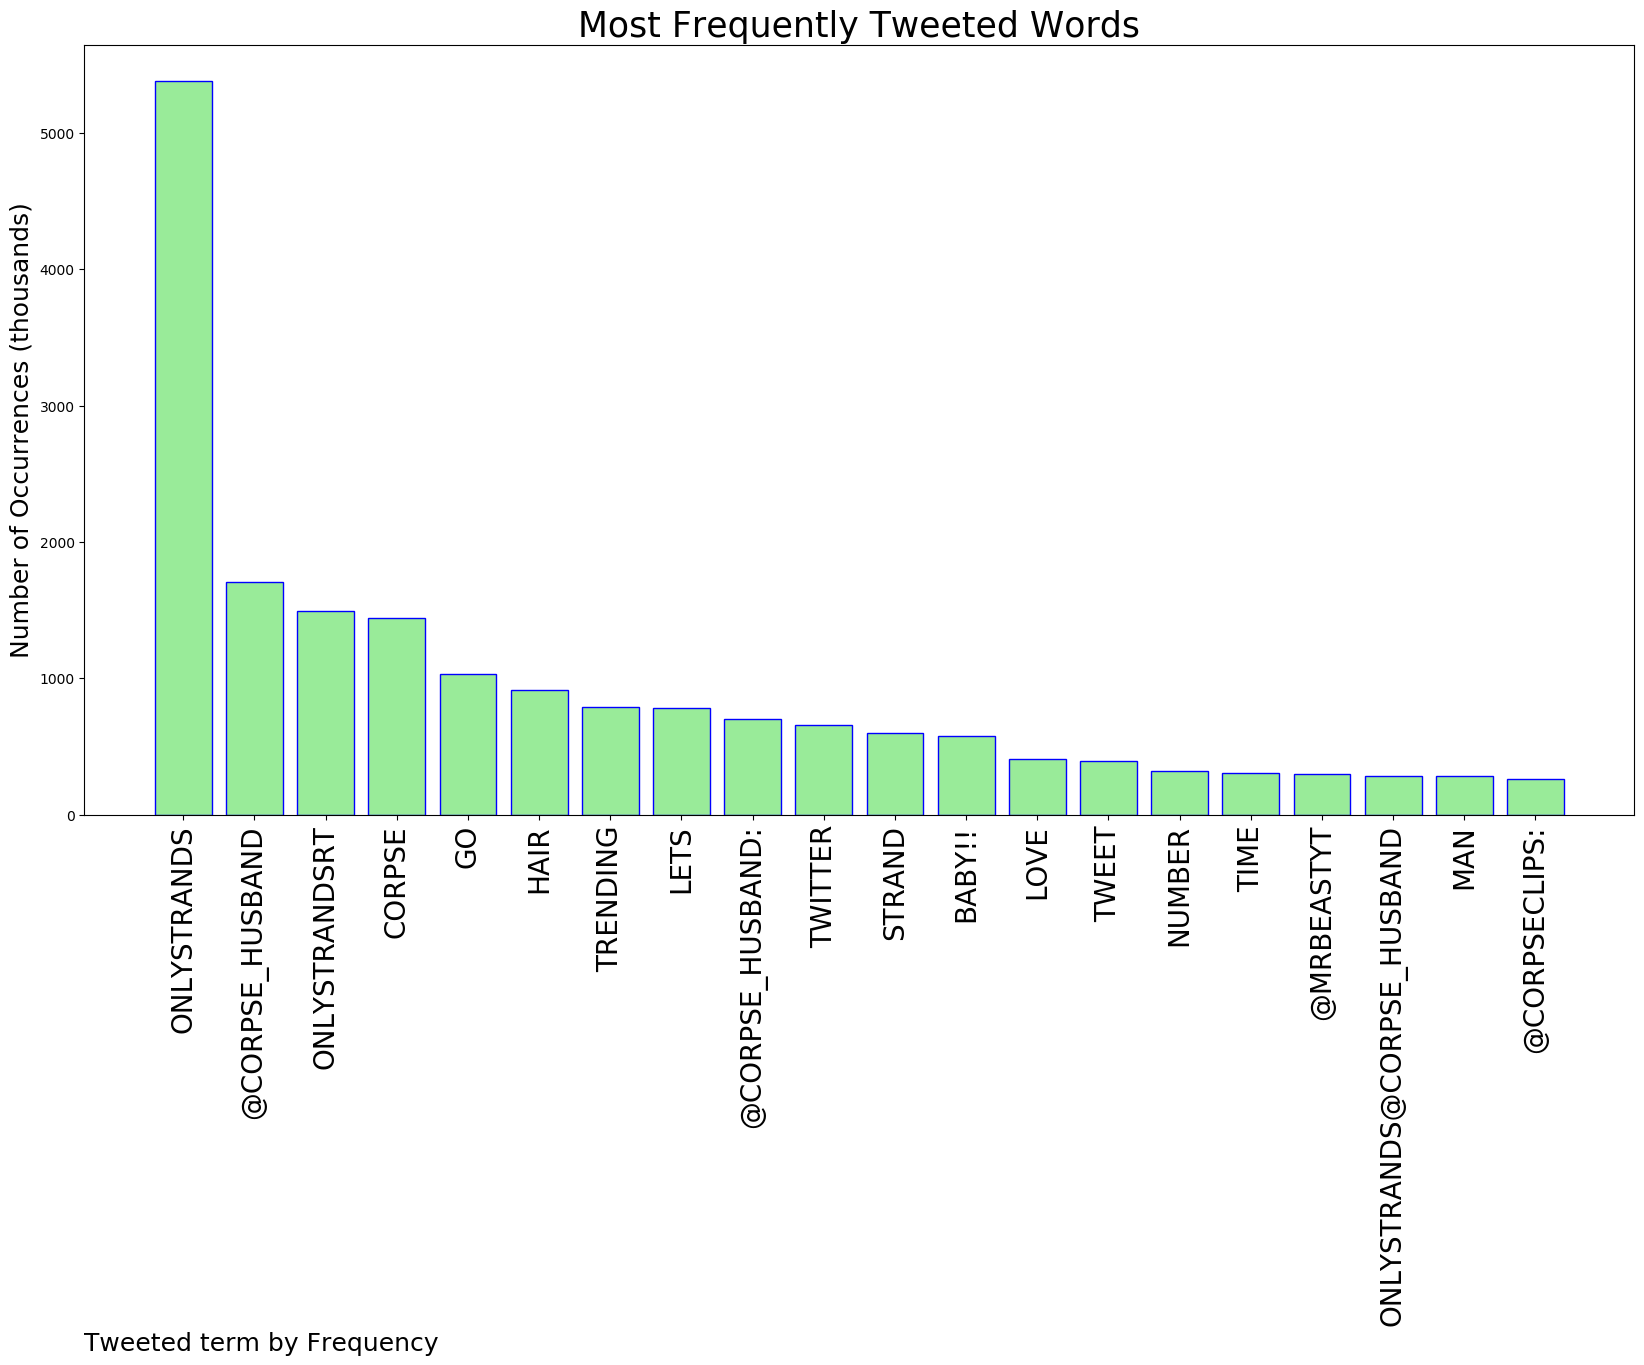 Most Frequently Tweeted Words
Number of Occurrences (thousands)
5000
4000
3000
2000
1000
0
ONLYSTRANDS
@CORPSE_HUSBAND
ONLYSTRANDSRT
CORPSE
GO
HAIR
TRENDING
LETS
@CORPSE_HUSBAND:
TWITTER
STRAND
BABY!!
LOVE
TWEET
NUMBER
TIME
@MRBEASTYT
ONLYSTRANDS@CORPSE_HUSBAND
MAN
@CORPSECLIPS:
Tweeted term by Frequency